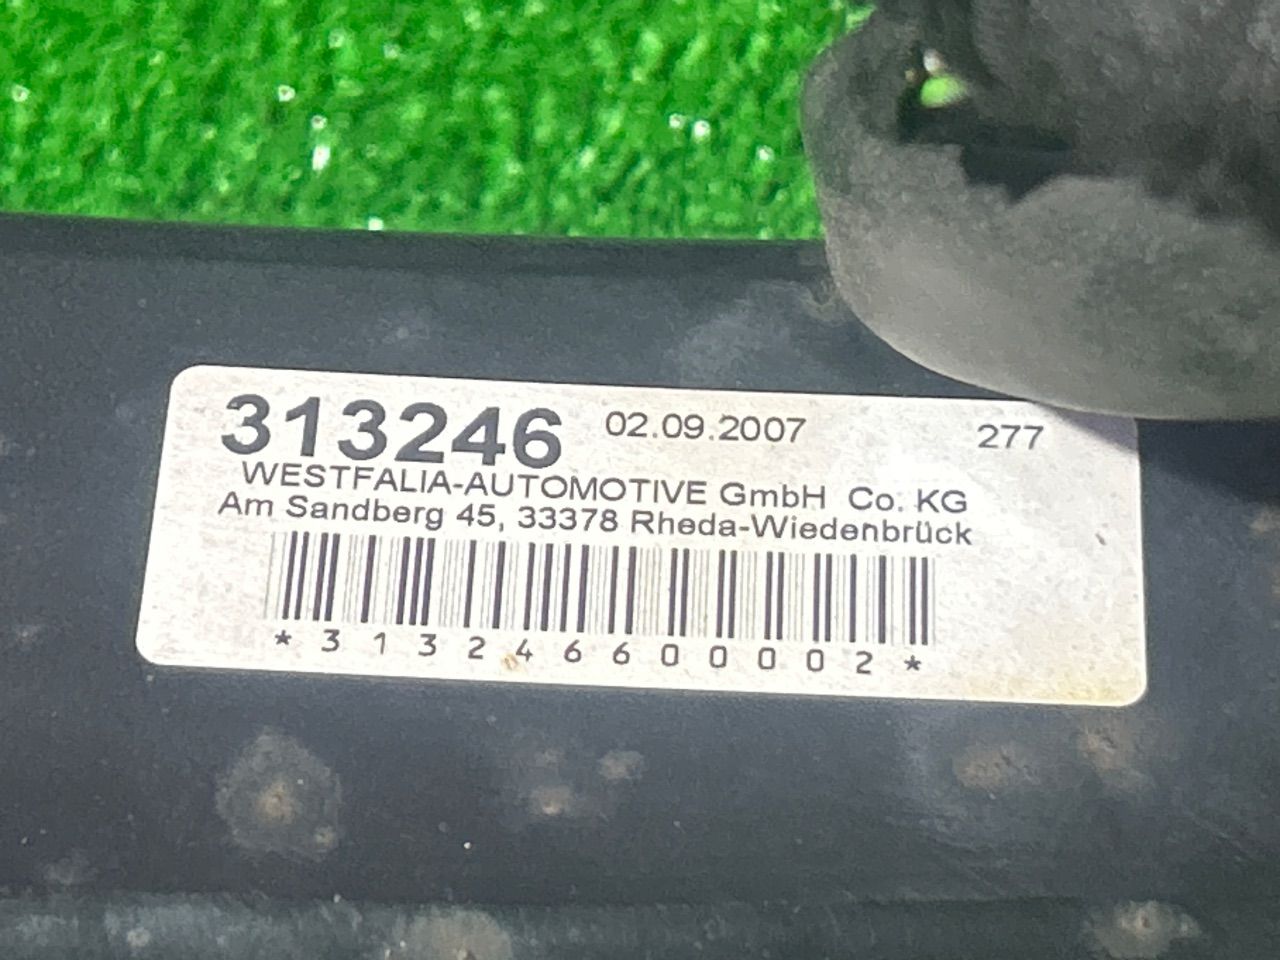 313246 02.09.2007 277
WESTFALIA-AUTOMOTIVE GmbH Co. KG
Am Sandberg 45, 33378 Rheda-Wiedenbrück
*313246600002*